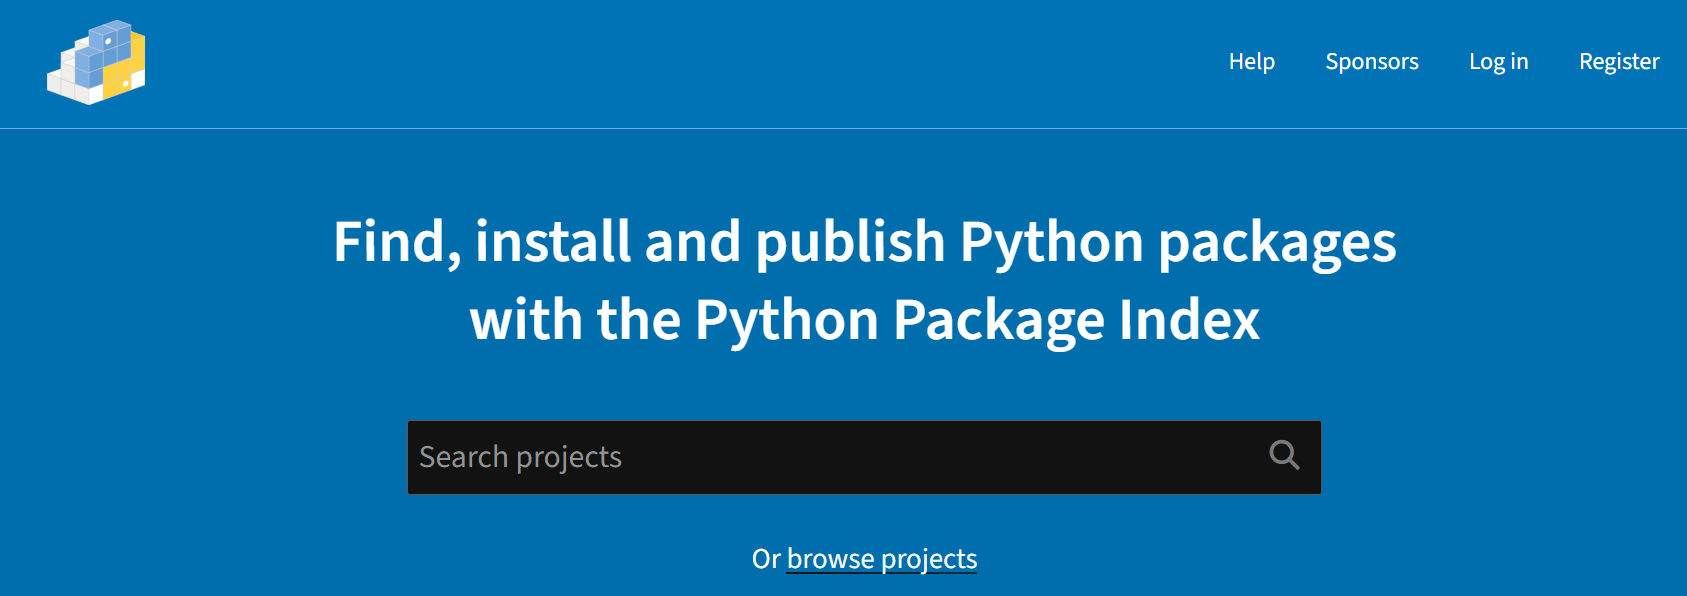 Help Sponsors Log in Register
Find, install and publish Python packages
with the Python Package Index
Search projects
Or browse projects